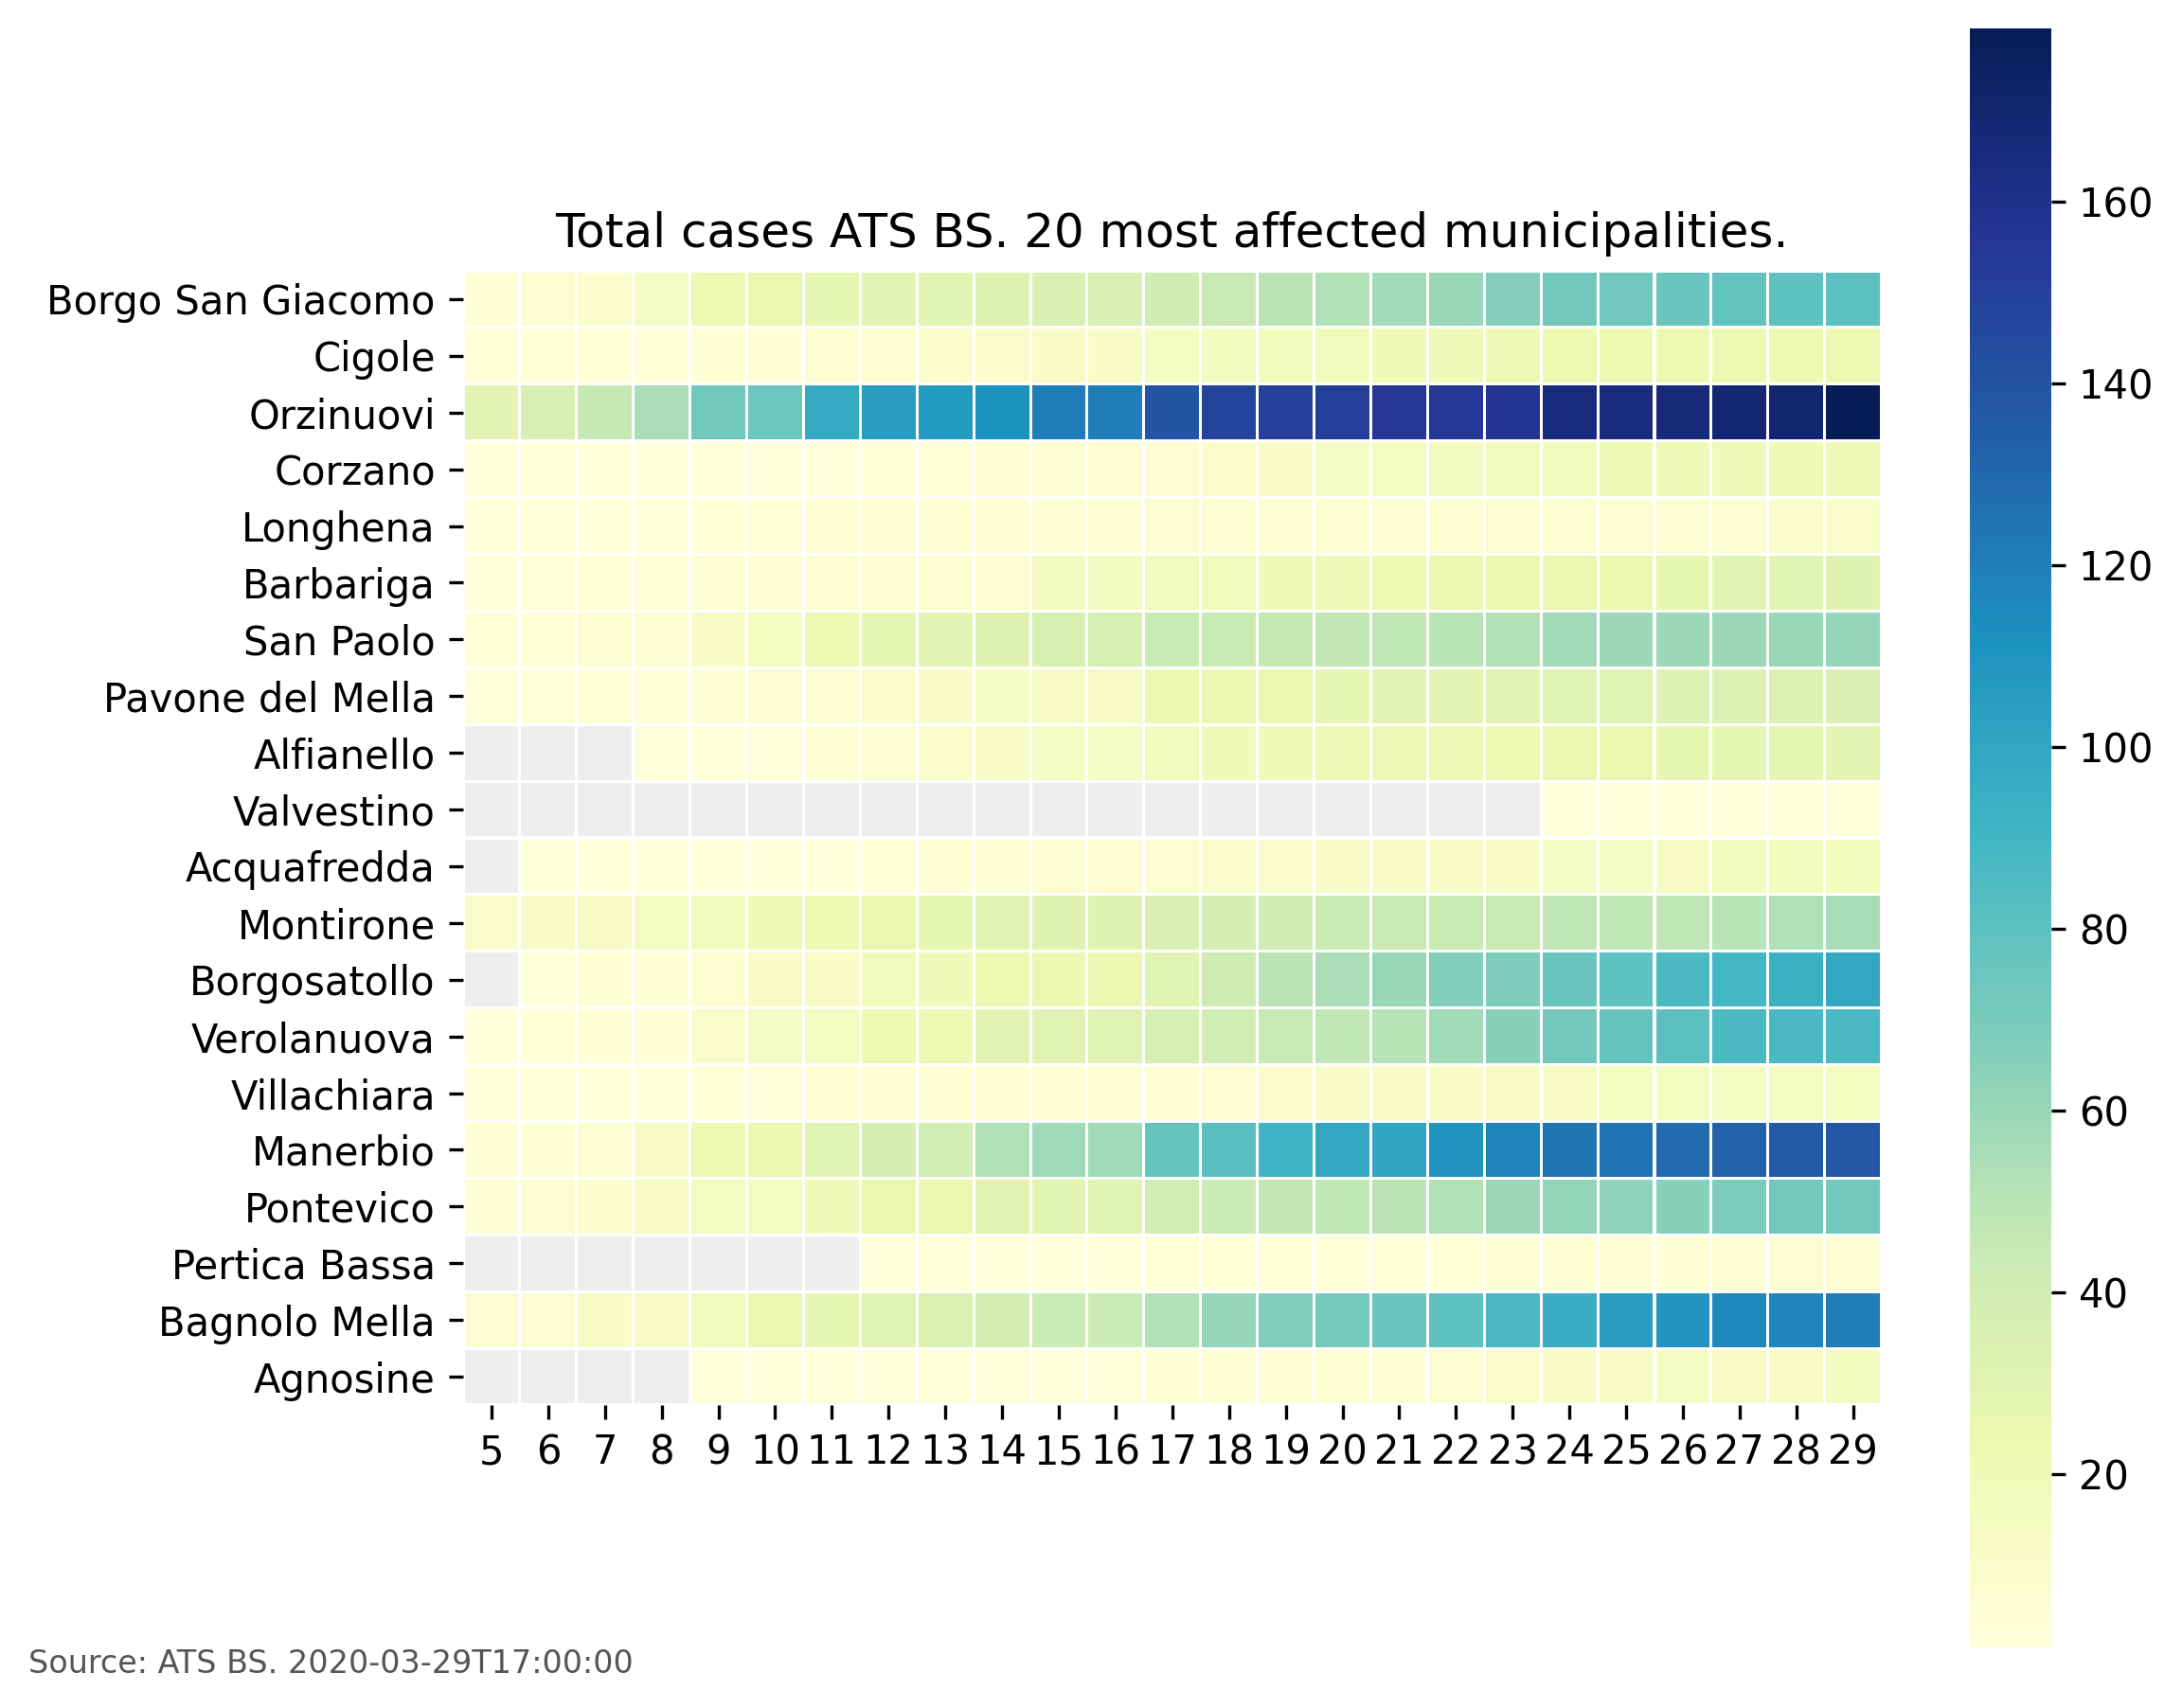 Total cases ATS BS. 20 most affected municipalities.
Borgo San Giacomo
Cigole
Orzinuovi
Corzano
Longhena
Barbariga
San Paolo
Pavone del Mella
Alfianello
Valvestino
Acquafredda
Montirone
Borgosatollo
Verolanuova
Villachiara
Manerbio
Pontevico
Pertica Bassa
Bagnolo Mella
Agnosine
5 6 7 8 9 10 11 12 13 14 15 16 17 18 19 20 21 22 23 24 25 26 27 28 29
160
140
120
100
80
60
40
20
Source: ATS BS. 2020-03-29T17:00:00